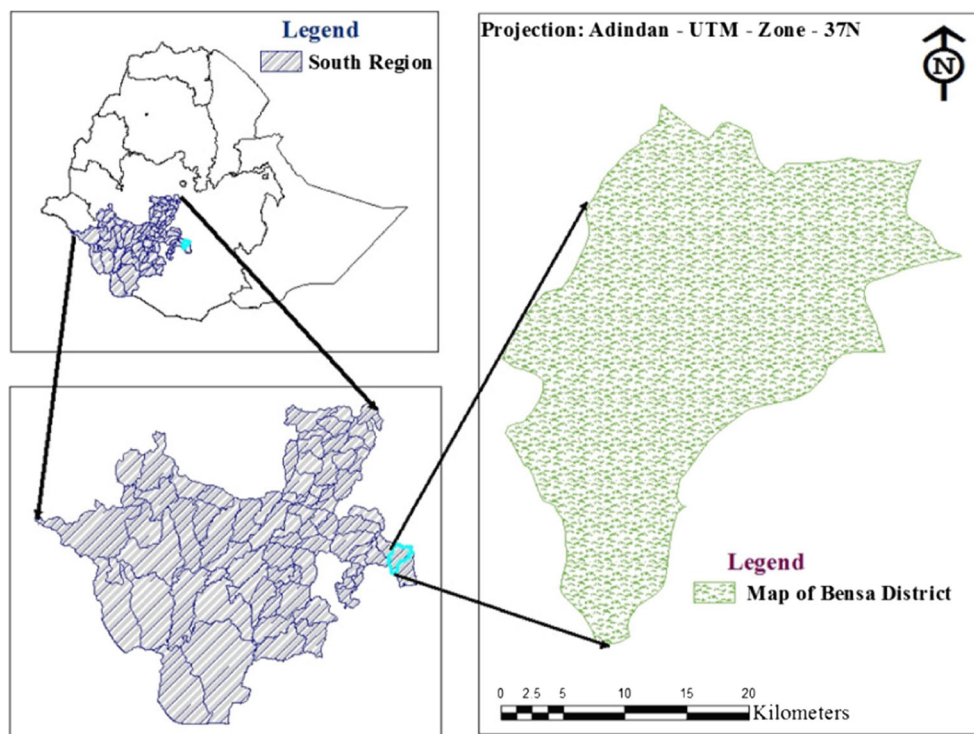 Legend
South Region
Projection: Adindan - UTM - Zone - 37N
N
Legend
Map of Bensa District
0 2.5 5 10 15 20
Kilometers